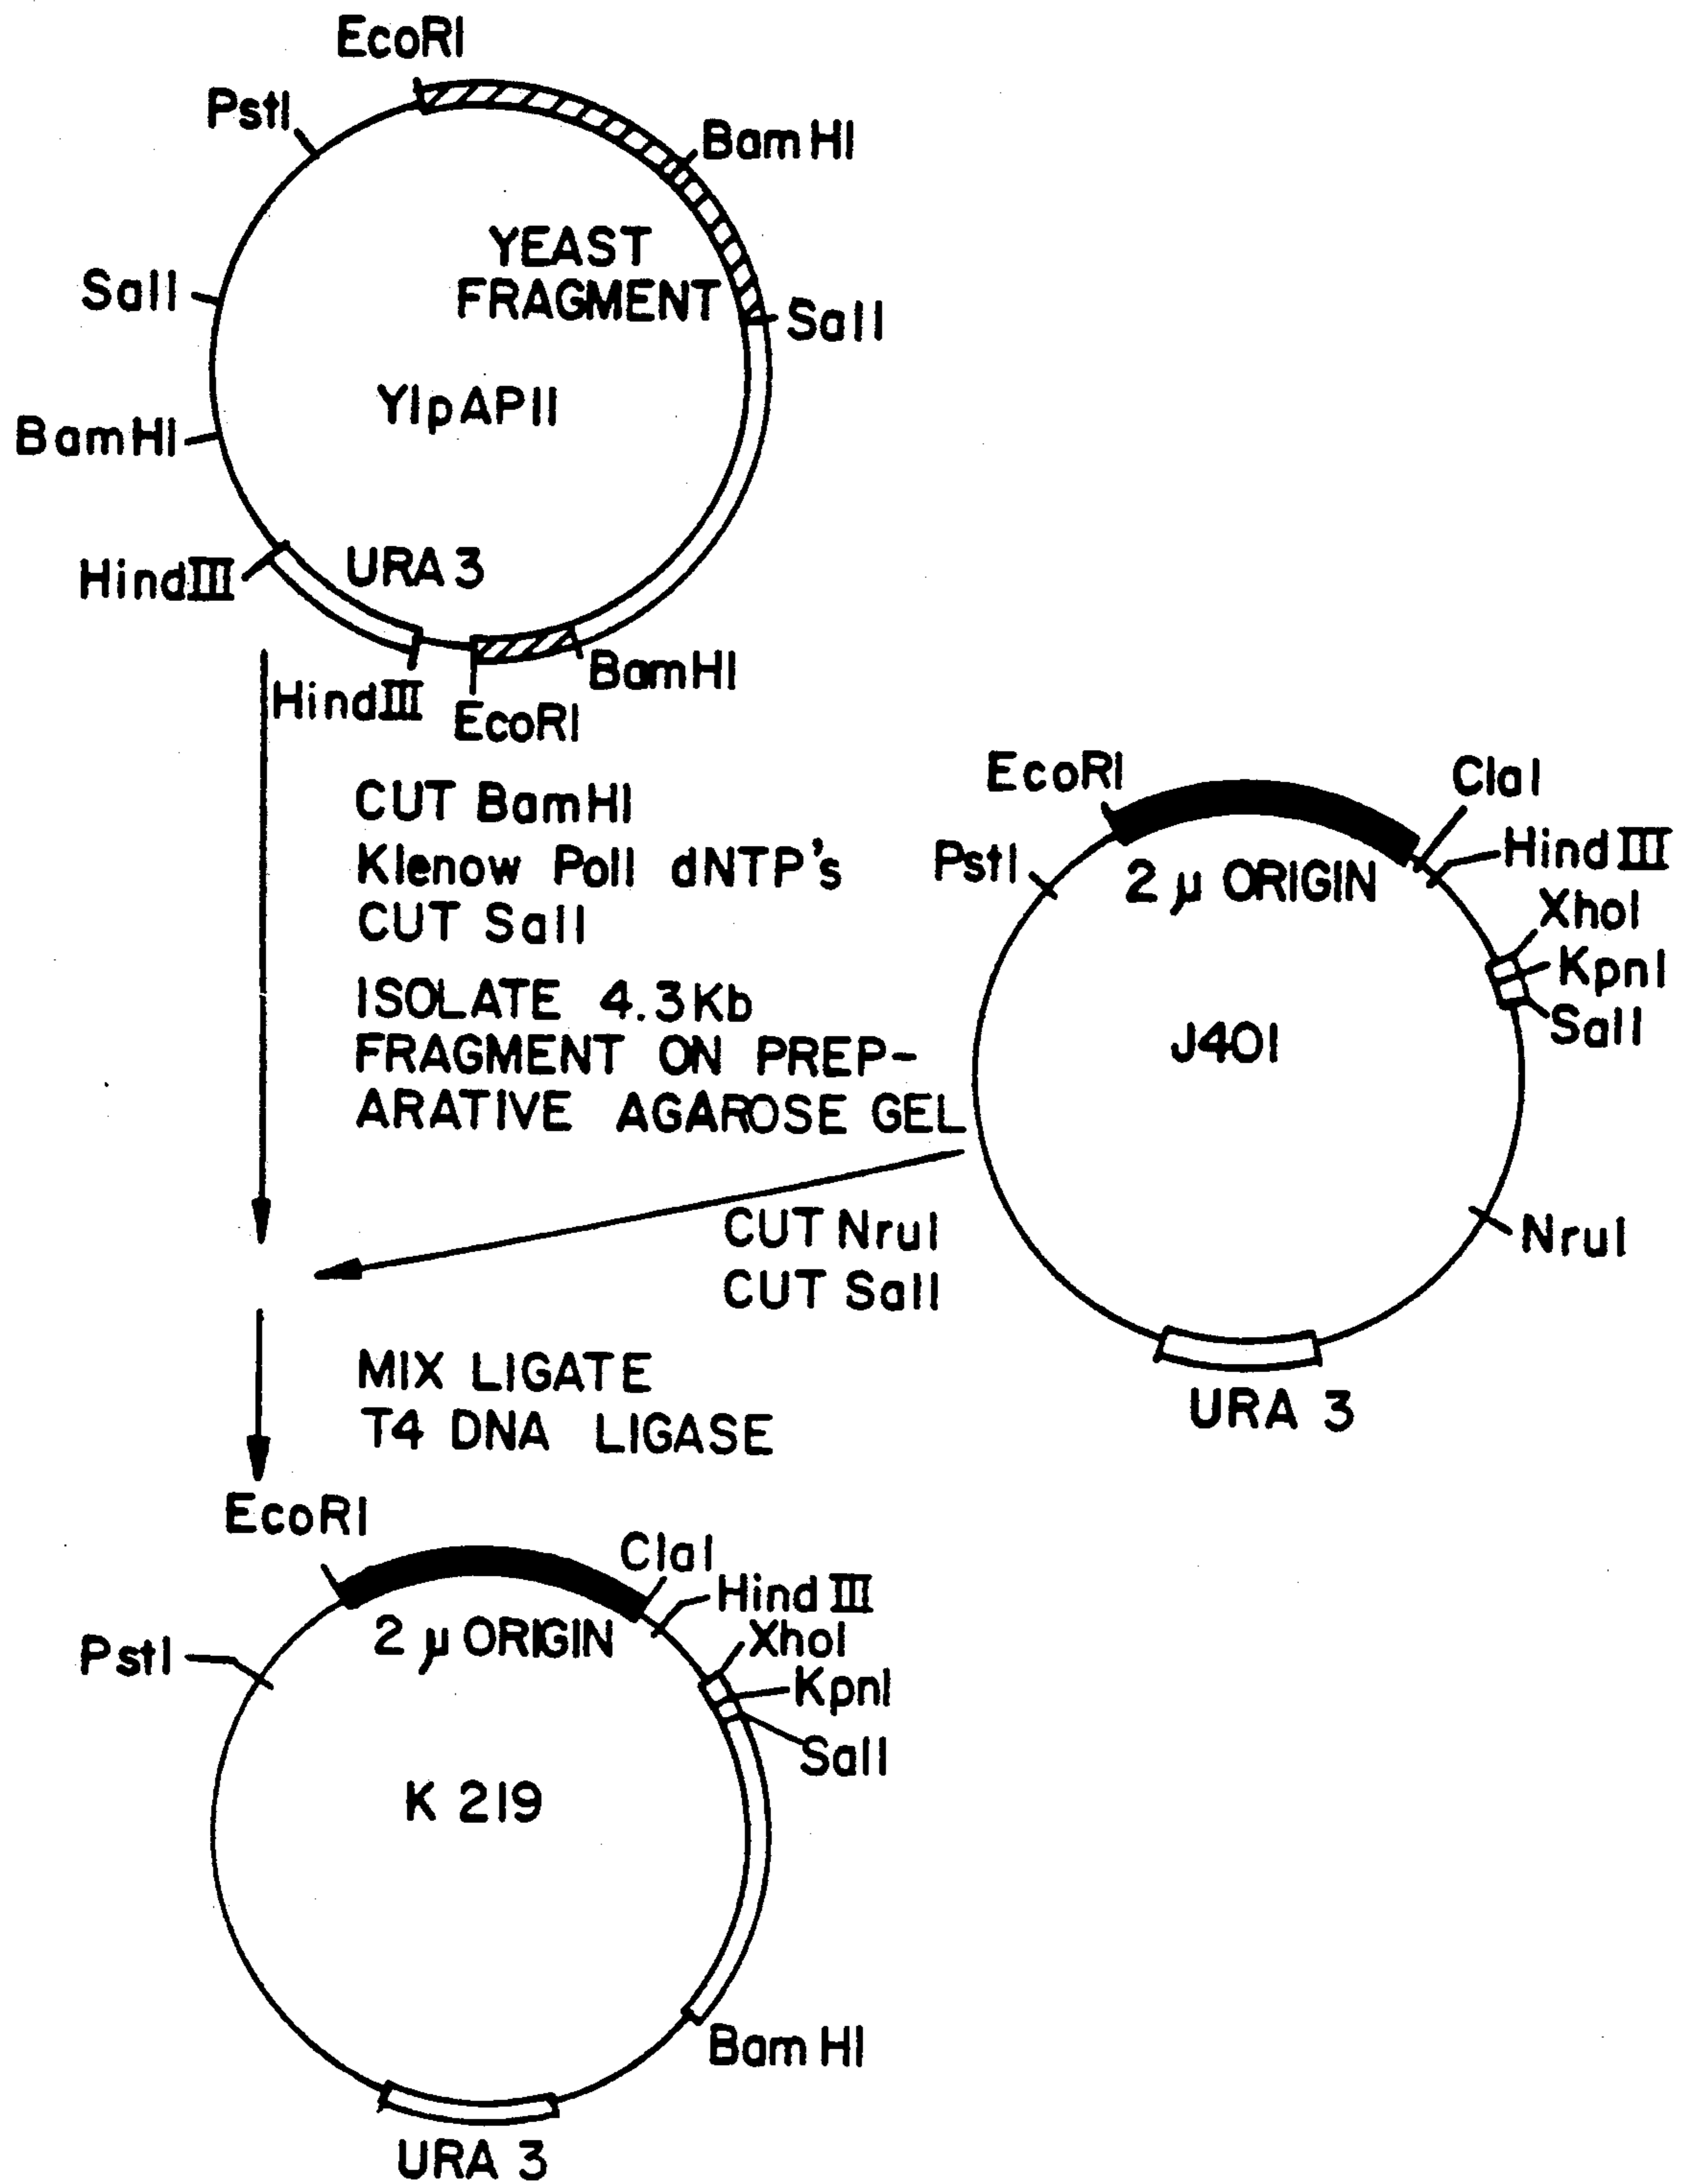 EcoRI
PstI
BamHI
YEAST
FRAGMENT
SalI
SalI
YIpAPII
BamHI
HindIII
URA 3
HindIII
EcoRI
BamHI
CUT BamHI
Klenow PolI dNTP's
CUT SalI
ISOLATE 4.3Kb
FRAGMENT ON PREP-
ARATIVE AGAROSE GEL
EcoRI
ClaI
PstI
2 μ ORIGIN
HindIII
XhoI
KpnI
SalI
J401
NruI
URA 3
CUT NruI
CUT SalI
MIX LIGATE
T4 DNA LIGASE
EcoRI
ClaI
HindIII
2 μ ORIGIN
XhoI
PstI
KpnI
SalI
K 219
BamHI
URA 3